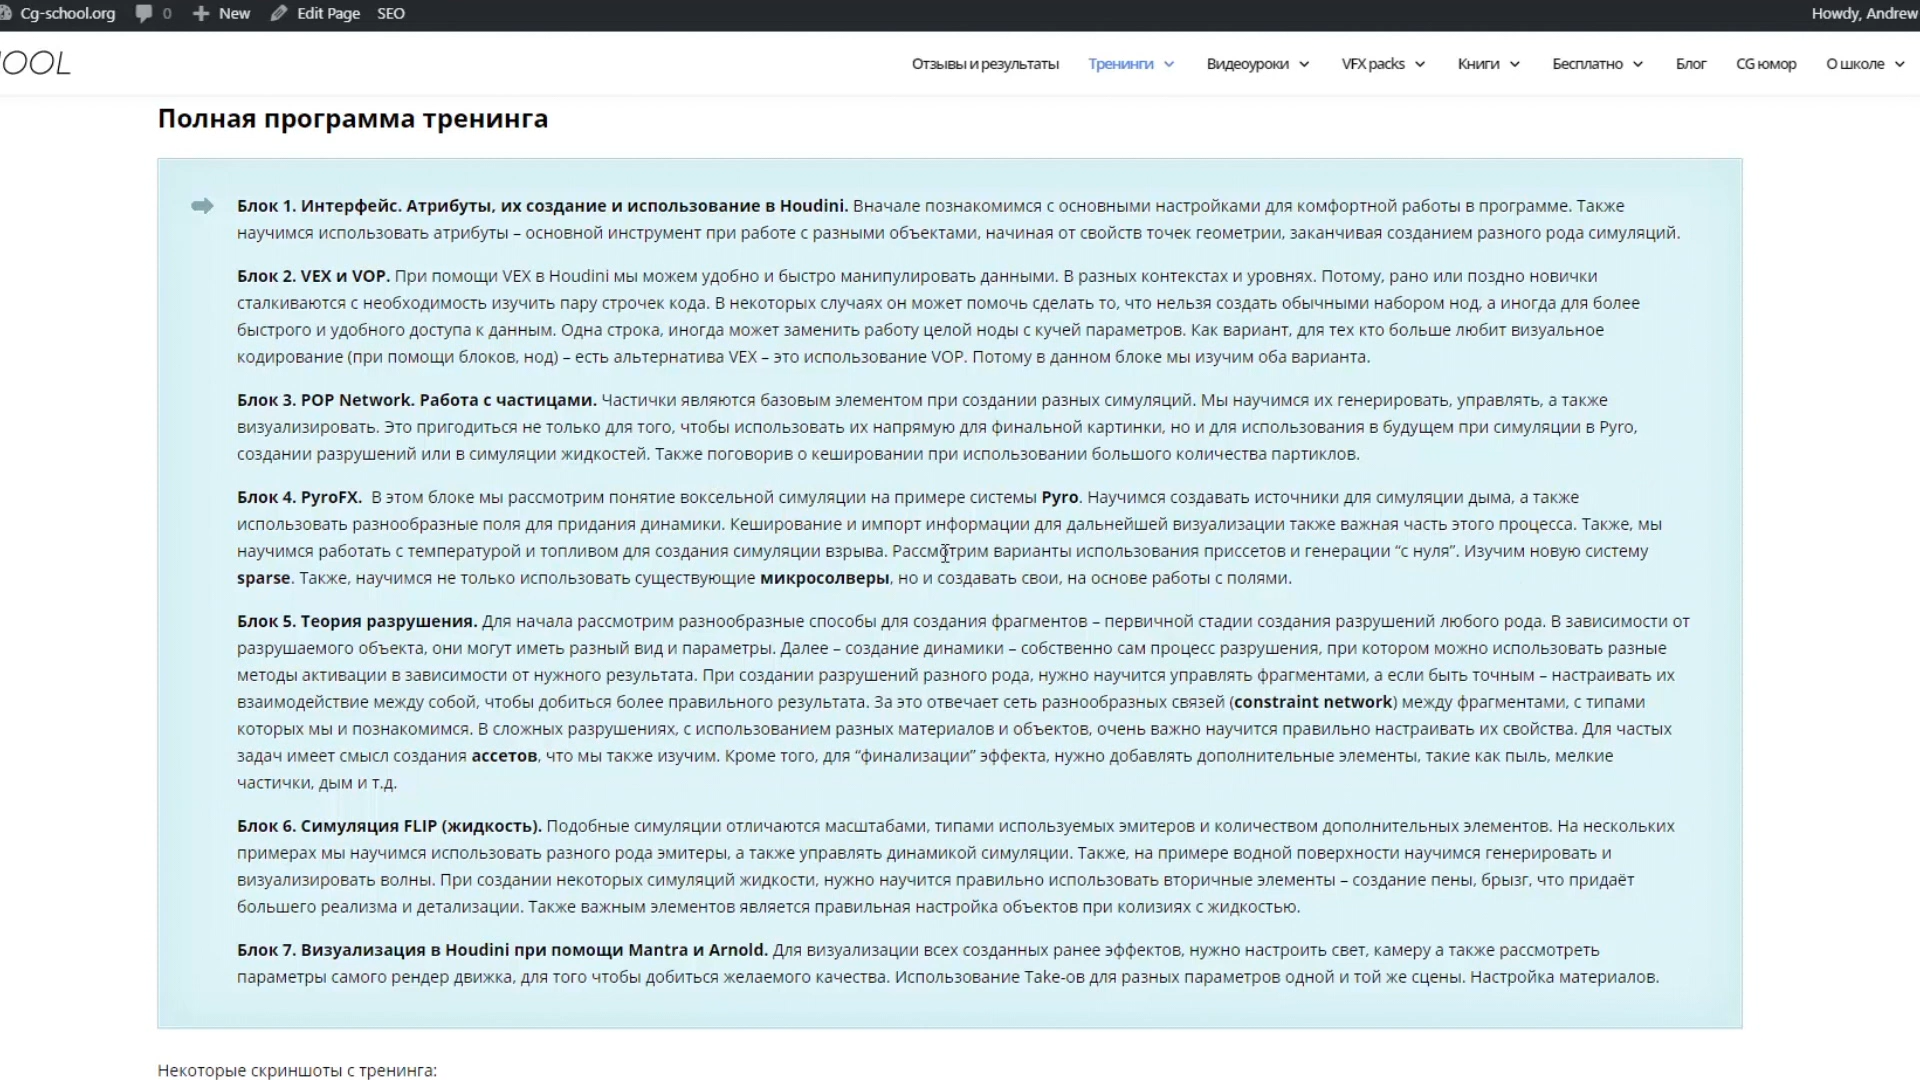 Cg-school.org 0 New Edit Page SEO Howdy, Andrew
OOL Отзывы и результаты Тренинги Видеоуроки VFX packs Книги Бесплатно Блог CG юмор О школе
Полная программа тренинга
Блок 1. Интерфейс. Атрибуты, их создание и использование в Houdini. Вначале познакомимся с основными настройками для комфортной работы в программе. Также
научимся использовать атрибуты – основной инструмент при работе с разными объектами, начиная от свойств точек геометрии, заканчивая созданием разного рода симуляций.
Блок 2. VEX и VOP. При помощи VEX в Houdini мы можем удобно и быстро манипулировать данными. В разных контекстах и уровнях. Потому, рано или поздно новички
сталкиваются с необходимость изучить пару строчек кода. В некоторых случаях он может помочь сделать то, что нельзя создать обычными набором нод, а иногда для более
быстрого и удобного доступа к данным. Одна строка, иногда может заменить работу целой ноды с кучей параметров. Как вариант, для тех кто больше любит визуальное
кодирование (при помощи блоков, нод) – есть альтернатива VEX – это использование VOP. Потому в данном блоке мы изучим оба варианта.
Блок 3. POP Network. Работа с частицами. Частички являются базовым элементом при создании разных симуляций. Мы научимся их генерировать, управлять, а также
визуализировать. Это пригодиться не только для того, чтобы использовать их напрямую для финальной картинки, но и для использования в будущем при симуляции в Pyro,
создании разрушений или в симуляции жидкостей. Также поговорив о кешировании при использовании большого количества партиклов.
Блок 4. PyroFX. В этом блоке мы рассмотрим понятие воксельной симуляции на примере системы Pyro. Научимся создавать источники для симуляции дыма, а также
использовать разнообразные поля для придания динамики. Кеширование и импорт информации для дальнейшей визуализации также важная часть этого процесса. Также, мы
научимся работать с температурой и топливом для создания симуляции взрыва. Рассмотрим варианты использования приссетов и генерации “с нуля”. Изучим новую систему
sparse. Также, научимся не только использовать существующие микросолверы, но и создавать свои, на основе работы с полями.
Блок 5. Теория разрушения. Для начала рассмотрим разнообразные способы для создания фрагментов – первичной стадии создания разрушений любого рода. В зависимости от
разрушаемого объекта, они могут иметь разный вид и параметры. Далее – создание динамики – собственно сам процесс разрушения, при котором можно использовать разные
методы активации в зависимости от нужного результата. При создании разрушений разного рода, нужно научится управлять фрагментами, а если быть точным – настраивать их
взаимодействие между собой, чтобы добиться более правильного результата. За это отвечает сеть разнообразных связей (constraint network) между фрагментами, с типами
которых мы и познакомимся. В сложных разрушениях, с использованием разных материалов и объектов, очень важно научится правильно настраивать их свойства. Для частых
задач имеет смысл создания ассетов, что мы также изучим. Кроме того, для “финализации” эффекта, нужно добавлять дополнительные элементы, такие как пыль, мелкие
частички, дым и т.д.
Блок 6. Симуляция FLIP (жидкость). Подобные симуляции отличаются масштабами, типами используемых эмитеров и количеством дополнительных элементов. На нескольких
примерах мы научимся использовать разного рода эмитеры, а также управлять динамикой симуляции. Также, на примере водной поверхности научимся генерировать и
визуализировать волны. При создании некоторых симуляций жидкости, нужно научится правильно использовать вторичные элементы – создание пены, брызг, что придаёт
большего реализма и детализации. Также важным элементов является правильная настройка объектов при колизиях с жидкостью.
Блок 7. Визуализация в Houdini при помощи Mantra и Arnold. Для визуализации всех созданных ранее эффектов, нужно настроить свет, камеру а также рассмотреть
параметры самого рендер движка, для того чтобы добиться желаемого качества. Использование Take-ов для разных параметров одной и той же сцены. Настройка материалов.
Некоторые скриншоты с тренинга: